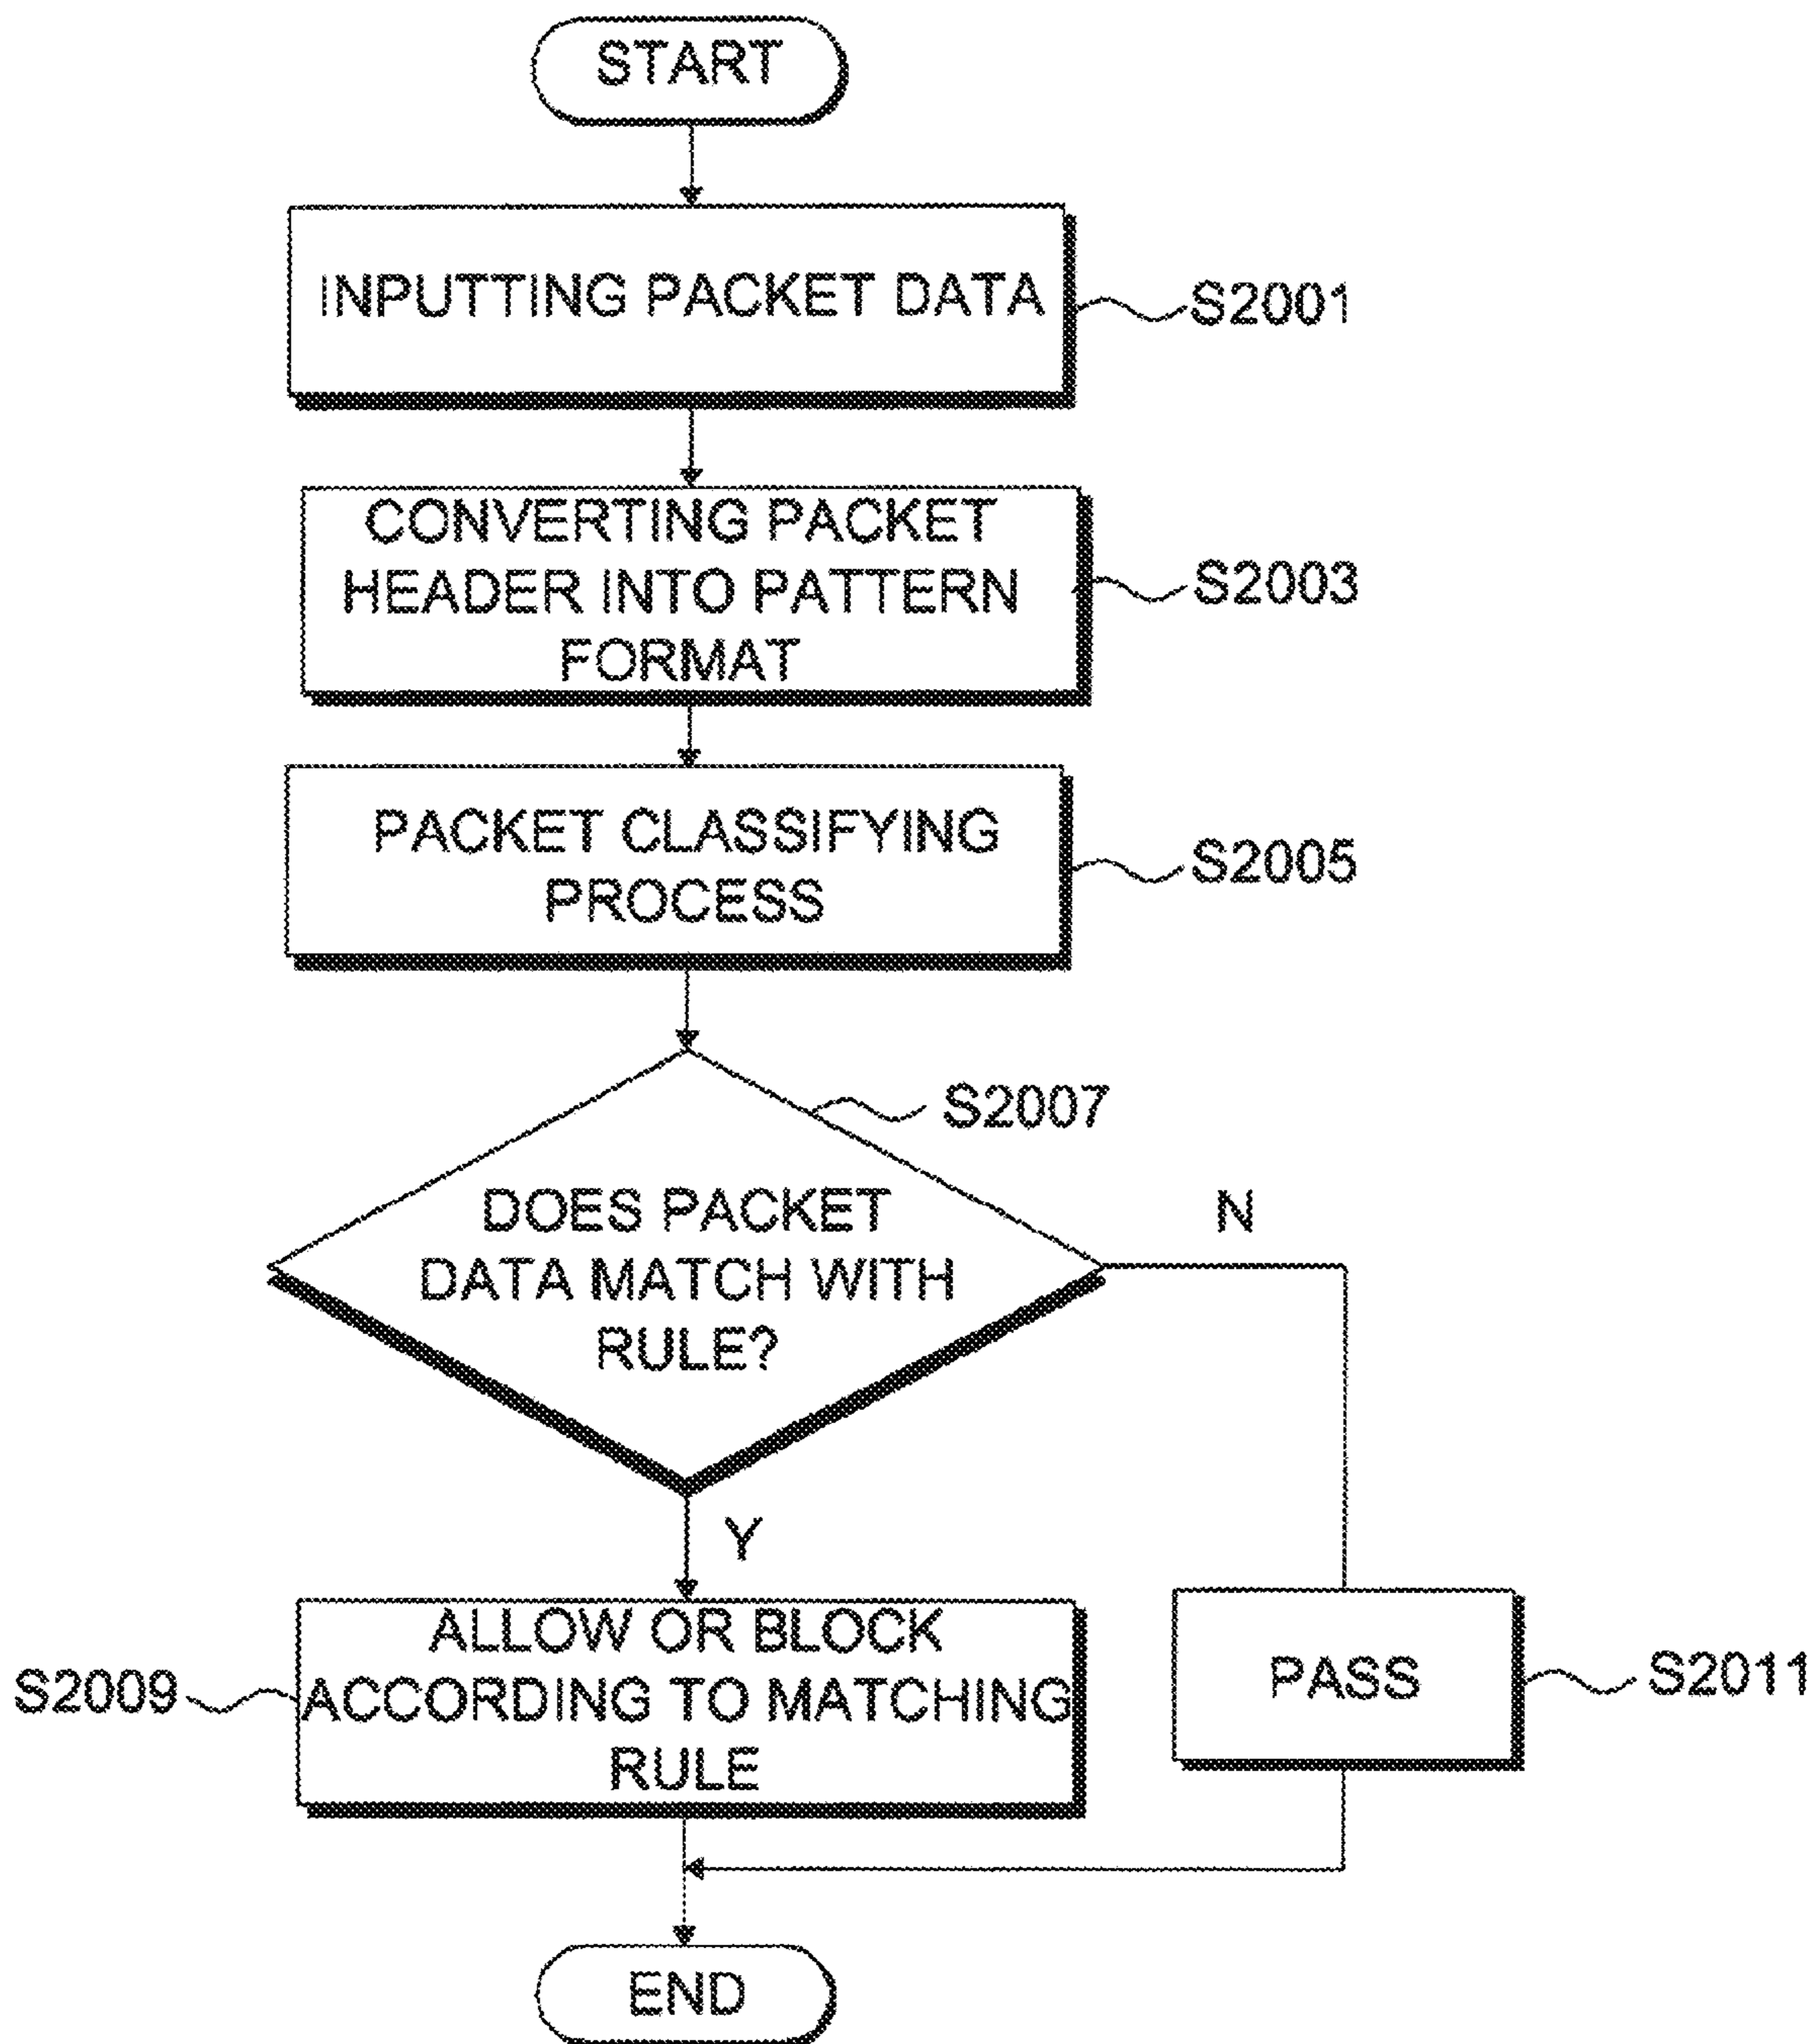 START
INPUTTING PACKET DATA
S2001
CONVERTING PACKET
HEADER INTO PATTERN
FORMAT
S2003
PACKET CLASSIFYING
PROCESS
S2005
S2007
DOES PACKET
DATA MATCH WITH
RULE?
N
Y
ALLOW OR BLOCK
ACCORDING TO MATCHING
RULE
S2009
PASS
S2011
END